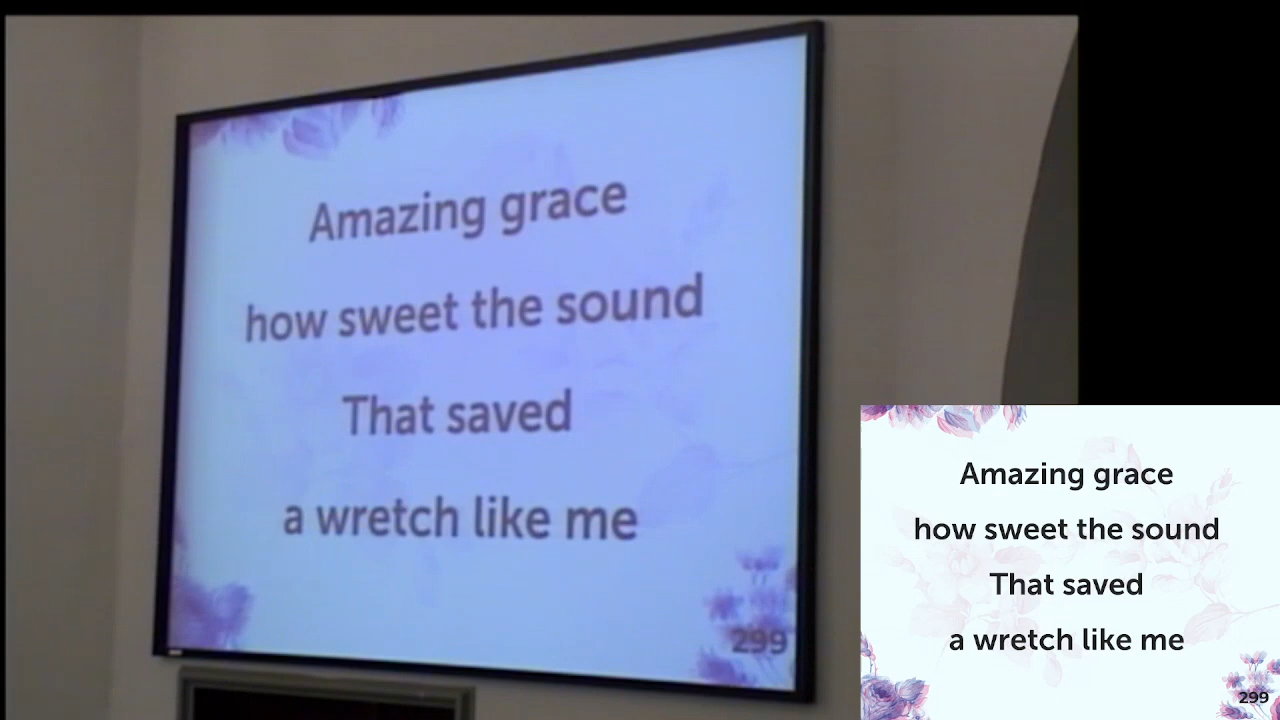 Amazing grace
how sweet the sound
That saved
a wretch like me
299
Amazing grace
how sweet the sound
That saved
a wretch like me
299